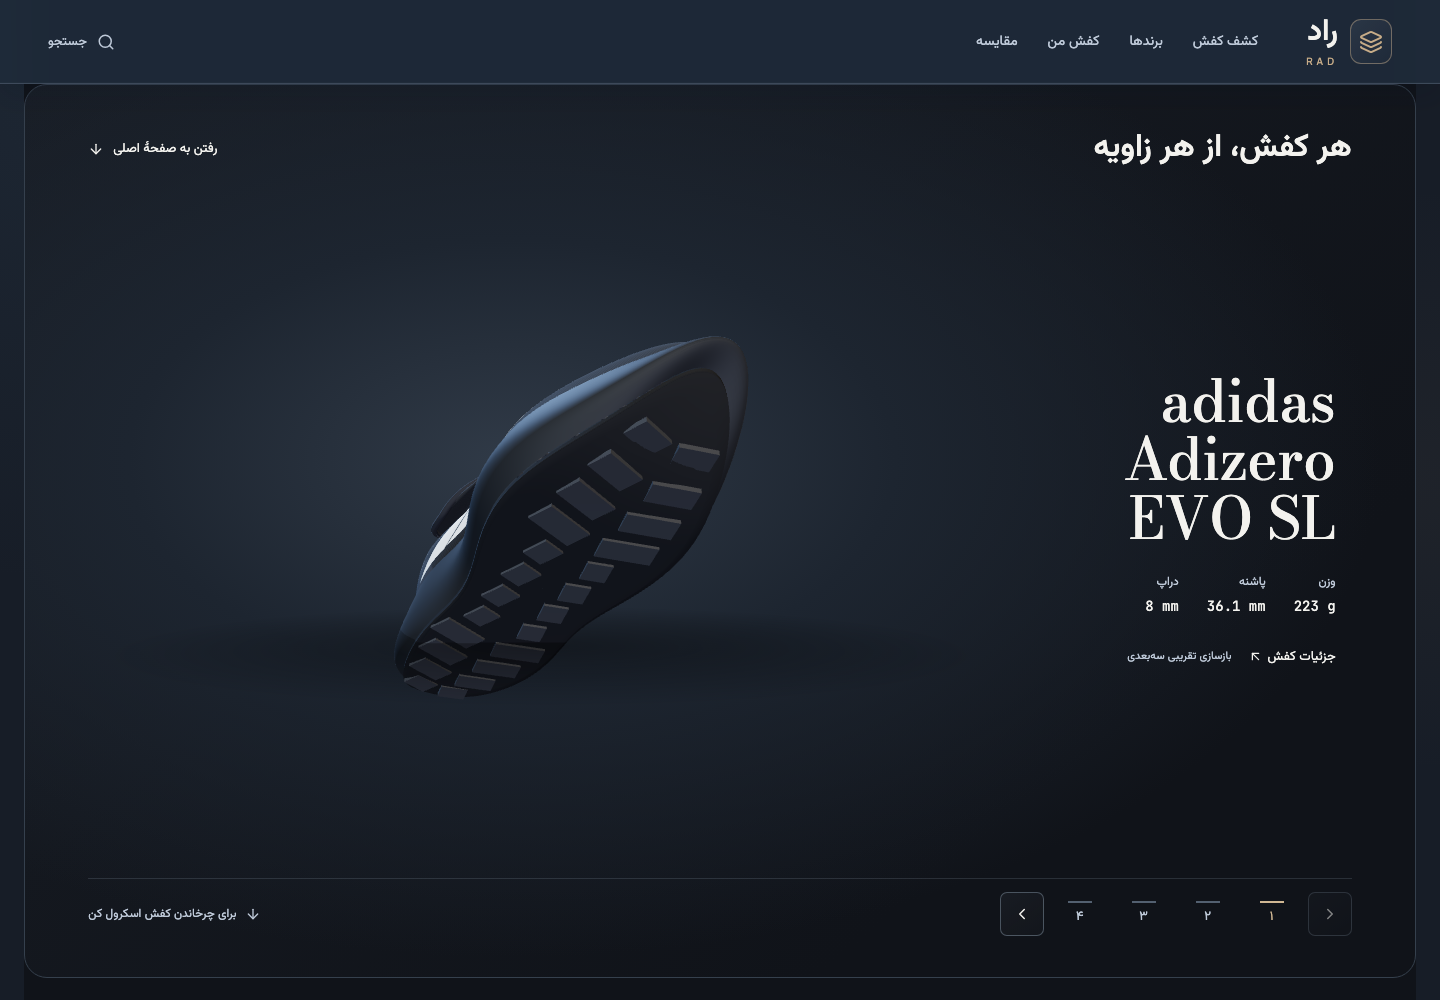 راد
RAD
کشف کفش
برندها
کفش من
مقایسه
جستجو
هر کفش، از هر زاویه
رفتن به صفحهٔ اصلی
adidas
Adizero
EVO SL
وزن
پاشنه
دراپ
223 g
36.1 mm
8 mm
جزئیات کفش
بازسازی تقریبی سه‌بعدی
۱
۲
۳
۴
برای چرخاندن کفش اسکرول کن